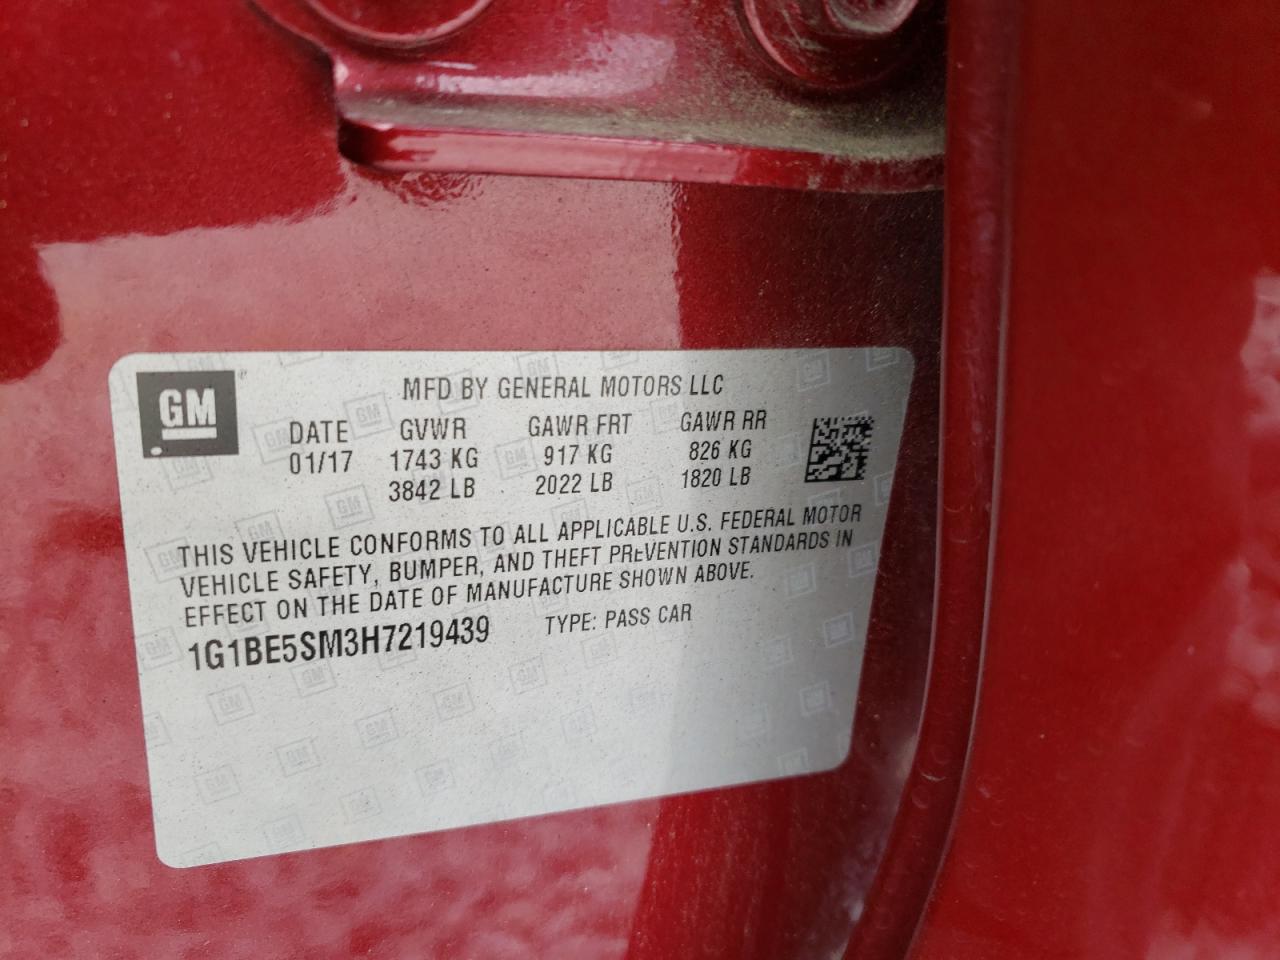 GM
MFD BY GENERAL MOTORS LLC
DATE GVWR GAWR FRT GAWR RR
01/17 1743 KG 917 KG 826 KG
3842 LB 2022 LB 1820 LB
THIS VEHICLE CONFORMS TO ALL APPLICABLE U.S. FEDERAL MOTOR
VEHICLE SAFETY, BUMPER, AND THEFT PREVENTION STANDARDS IN
EFFECT ON THE DATE OF MANUFACTURE SHOWN ABOVE.
1G1BE5SM3H7219439 TYPE: PASS CAR